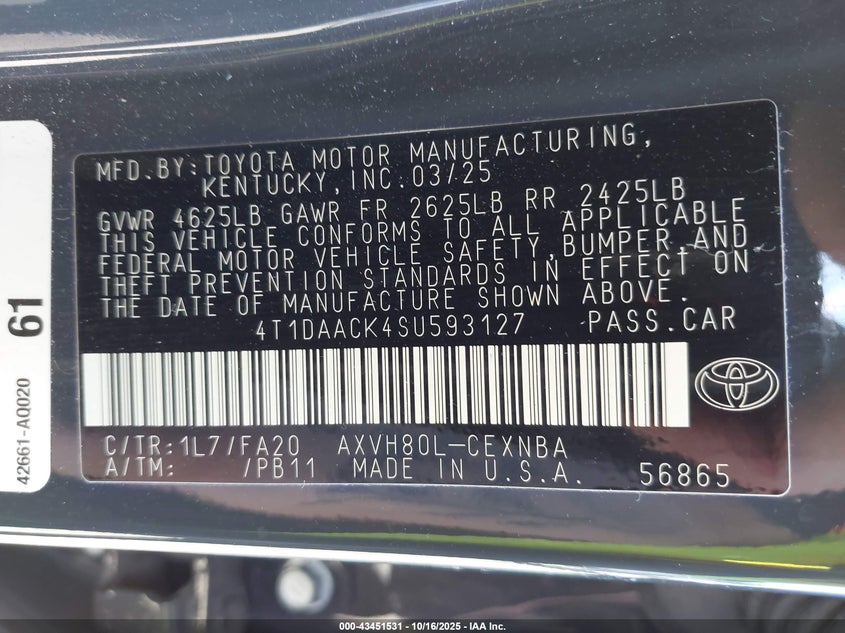 MFD.BY:TOYOTA MOTOR MANUFACTURING,
KENTUCKY,INC.03/25
GVWR 4625LB GAWR FR 2625LB RR 2425LB
THIS VEHICLE CONFORMS TO ALL APPLICABLE
FEDERAL MOTOR VEHICLE SAFETY,BUMPER,AND
THEFT PREVENTION STANDARDS IN EFFECT ON
THE DATE OF MANUFACTURE SHOWN ABOVE.
4T1DAACK4SU593127 PASS.CAR
C/TR:1L7/FA20 AXVH80L-CEXNBA
A/TM: /PB11 MADE IN U.S.A. 56865
61
42661-AQ020
000-43451531 - 10/16/2025 - IAA Inc.